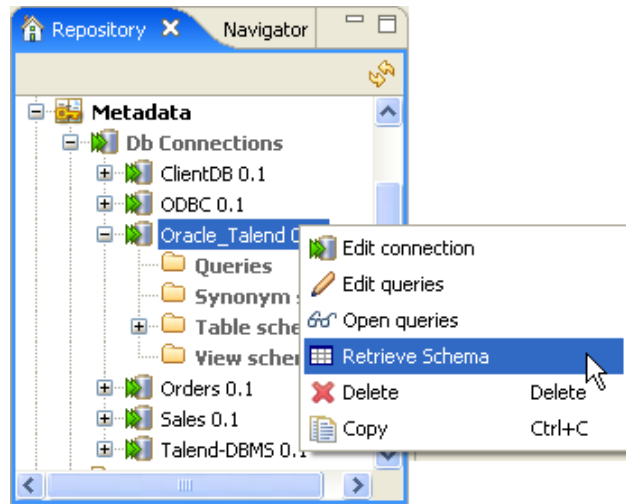 Repository Navigator
Metadata
Db Connections
ClientDB 0.1
ODBC 0.1
Oracle_Talend
Edit connection
Queries
Edit queries
Synonym
Open queries
Table
Retrieve Schema
View
Orders 0.1
Delete Delete
Sales 0.1
Copy Ctrl+C
Talend-DBMS 0.1